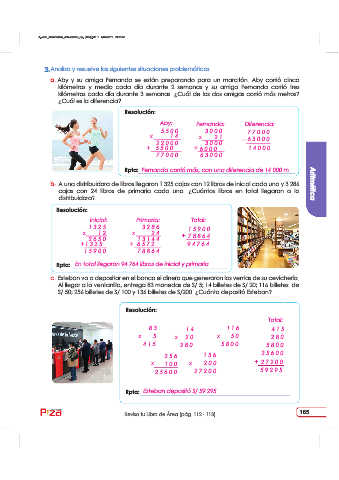 3. Analiza y resuelve las siguientes situaciones problemáticas:
a. Aby y su amiga Fernanda se están preparando para un maratón. Aby corrió cinco
kilómetros y medio cada día durante 2 semanas y su amiga Fernanda corrió tres
kilómetros cada día durante 3 semanas ¿Cuál de las dos amigas corrió más metros?
¿Cuál es la diferencia?
Resolución:
Aby: Fernanda: Diferencia:
5500 3000 77000
x 14 x 21 - 63000
22000 3000 14000
+ 5500 + 6000
77000 63000
Rpta: Fernanda corrió más, con una diferencia de 14 000 m
Aritmética
b. A una distribuidora de libros llegaron 1 325 cajas con 12 libros de inicial cada una y 3 286
cajas con 24 libros de primaria cada una. ¿Cuántos libros en total llegaron a la
distribuidora?
Resolución:
Inicial: Primaria: Total:
1325 3286 15900
x 12 x 24 + 78864
2650 13144 94764
+1325 + 6572
15900 78864
Rpta: En total llegaron 94 764 libros de inicial y primaria
c. Esteban va a depositar en el banco el dinero que generaron las ventas de su cevichería.
Al llegar a la ventanilla, entrega 83 monedas de S/ 5; 14 billetes de S/ 20; 116 billetes de
S/ 50, 256 billetes de S/ 100 y 136 billetes de S/200 ¿Cuánto depositó Esteban?
Resolución:
Total:
83 14 116 415
x 5 x 20 x 50 280
415 280 5800 5800
256 136 25600
x 100 x 200 + 27200
25600 27200 59295
Rpta: Esteban depositó S/ 59 295
Pizá
Revisa tu Libro de Área (pág. 112 - 113)
165